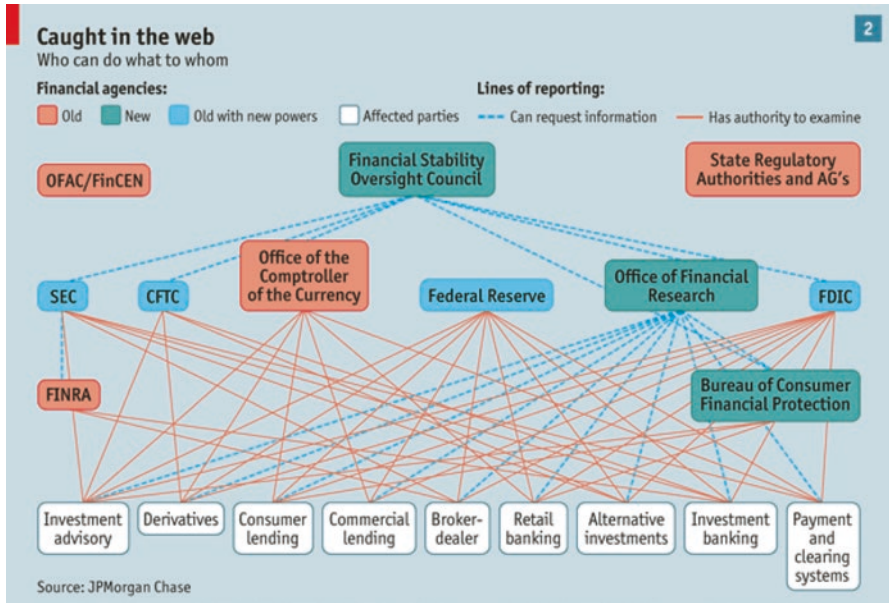 Caught in the web
2
Who can do what to whom
Financial agencies:
Lines of reporting:
Old
New
Old with new powers
Affected parties
Can request information
Has authority to examine
OFAC/FinCEN
Financial Stability
Oversight Council
State Regulatory
Authorities and AG's
SEC
CFTC
Office of the
Comptroller
of the Currency
Federal Reserve
Office of Financial
Research
FDIC
FINRA
Bureau of Consumer
Financial Protection
Investment
advisory
Derivatives
Consumer
lending
Commercial
lending
Broker-
dealer
Retail
banking
Alternative
investments
Investment
banking
Payment
and
clearing
systems
Source: JPMorgan Chase